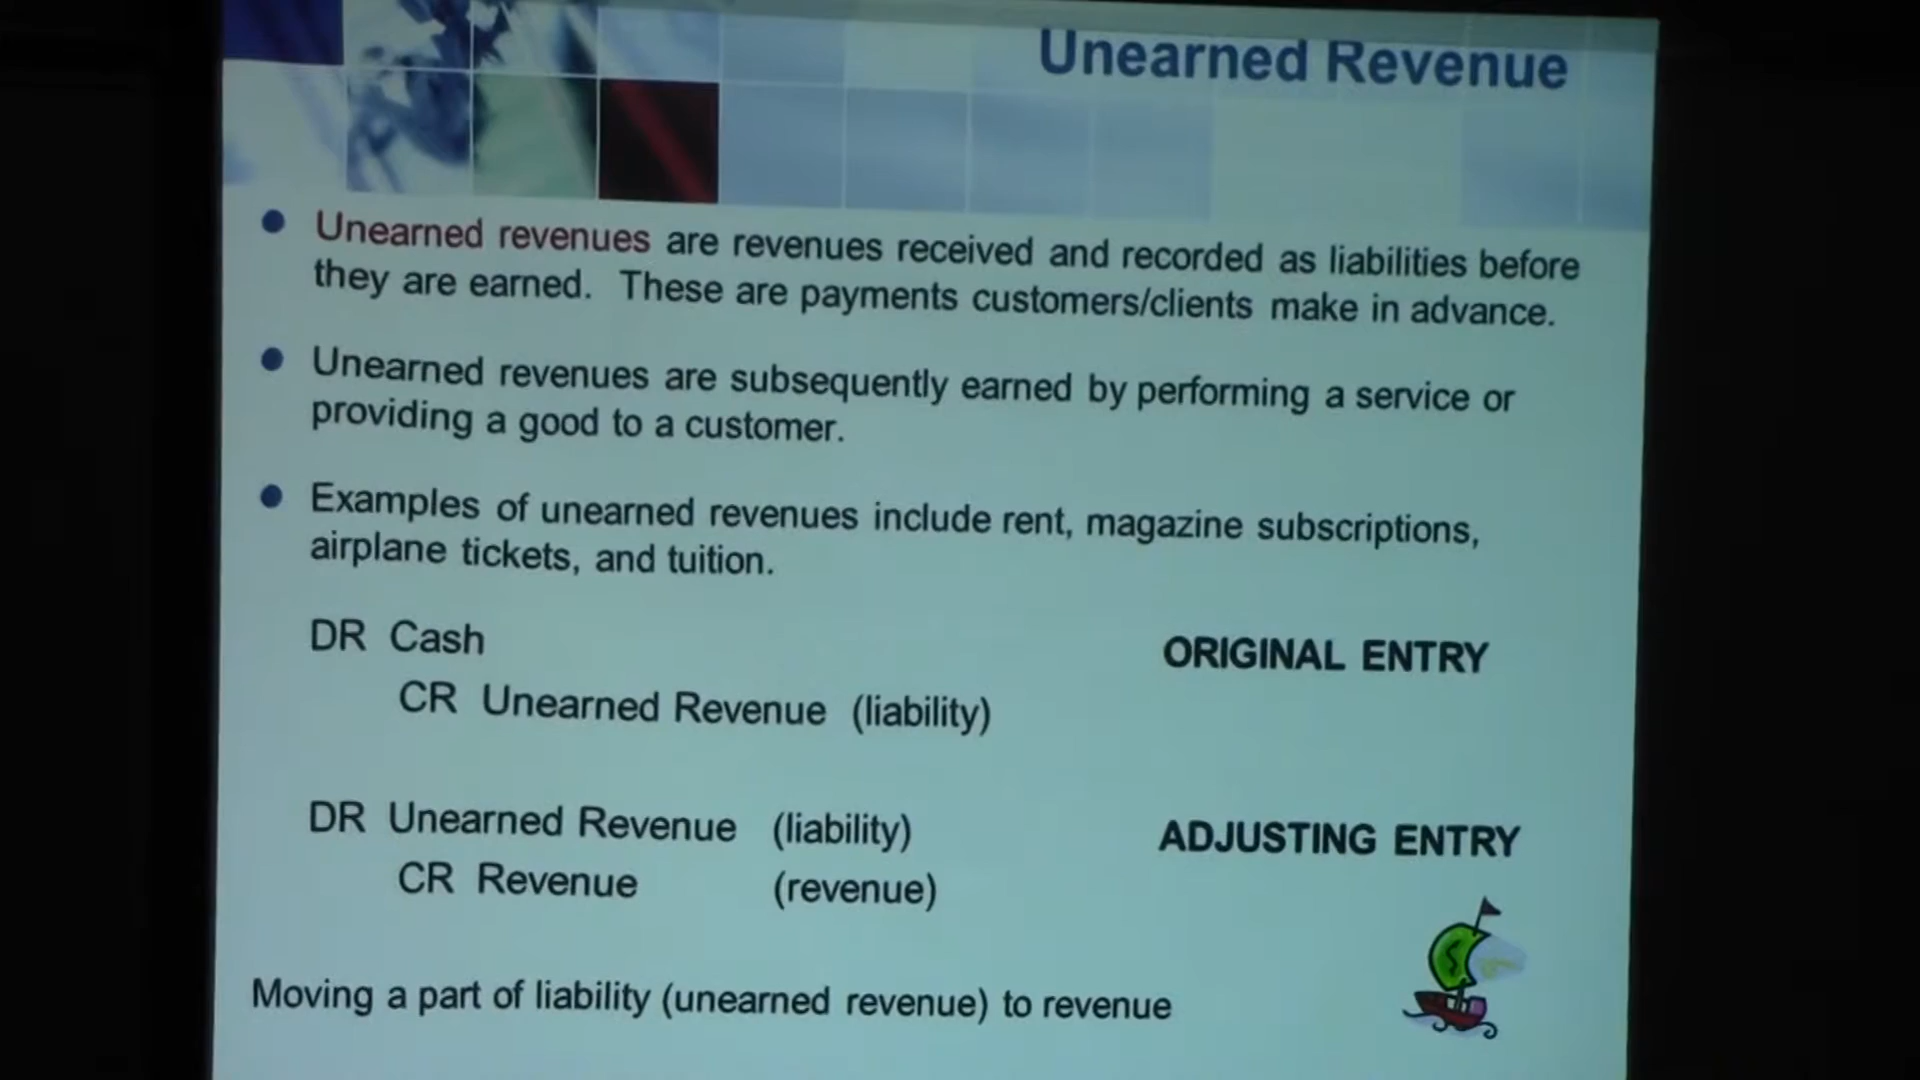 Unearned Revenue
Unearned revenues are revenues received and recorded as liabilities before
they are earned. These are payments customers/clients make in advance.
Unearned revenues are subsequently earned by performing a service or
providing a good to a customer.
Examples of unearned revenues include rent, magazine subscriptions,
airplane tickets, and tuition.
DR Cash ORIGINAL ENTRY
CR Unearned Revenue (liability)
DR Unearned Revenue (liability) ADJUSTING ENTRY
CR Revenue (revenue)
$
Moving a part of liability (unearned revenue) to revenue